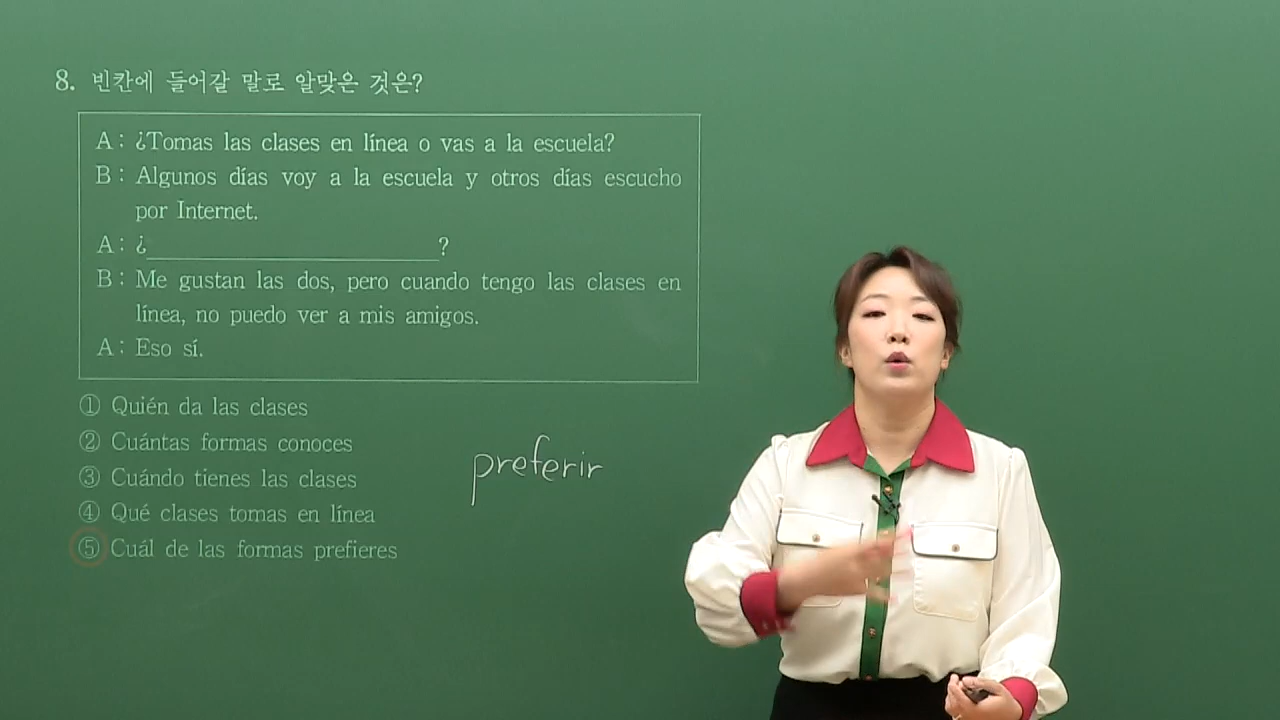 8. 빈칸에 들어갈 말로 알맞은 것은?
A : ¿Tomas las clases en línea o vas a la escuela?
B : Algunos días voy a la escuela y otros días escucho
por Internet.
A : ¿____________________?
B : Me gustan las dos, pero cuando tengo las clases en
línea, no puedo ver a mis amigos.
A : Eso sí.
① Quién da las clases
② Cuántas formas conoces
③ Cuándo tienes las clases
④ Qué clases tomas en línea
⑤ Cuál de las formas prefieres
preferir